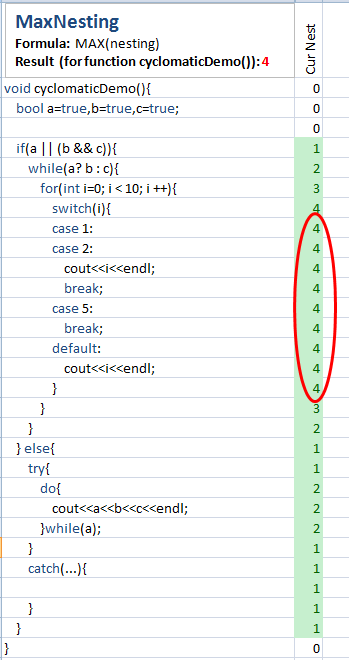 MaxNesting
Formula: MAX(nesting)
Result (for function cyclomaticDemo()): 4
Cur Nest
void cyclomaticDemo(){ 0
bool a=true,b=true,c=true; 0
0
if(a || (b && c)){ 1
while(a? b : c){ 2
for(int i=0; i < 10; i ++){ 3
switch(i){ 4
case 1: 4
case 2: 4
cout<<i<<endl; 4
break; 4
case 5: 4
break; 4
default: 4
cout<<i<<endl; 4
} 4
} 3
} 2
} else{ 1
try{ 1
do{ 2
cout<<a<<b<<c<<endl; 2
}while(a); 2
} 1
catch(...){ 1
1
} 1
} 1
} 0